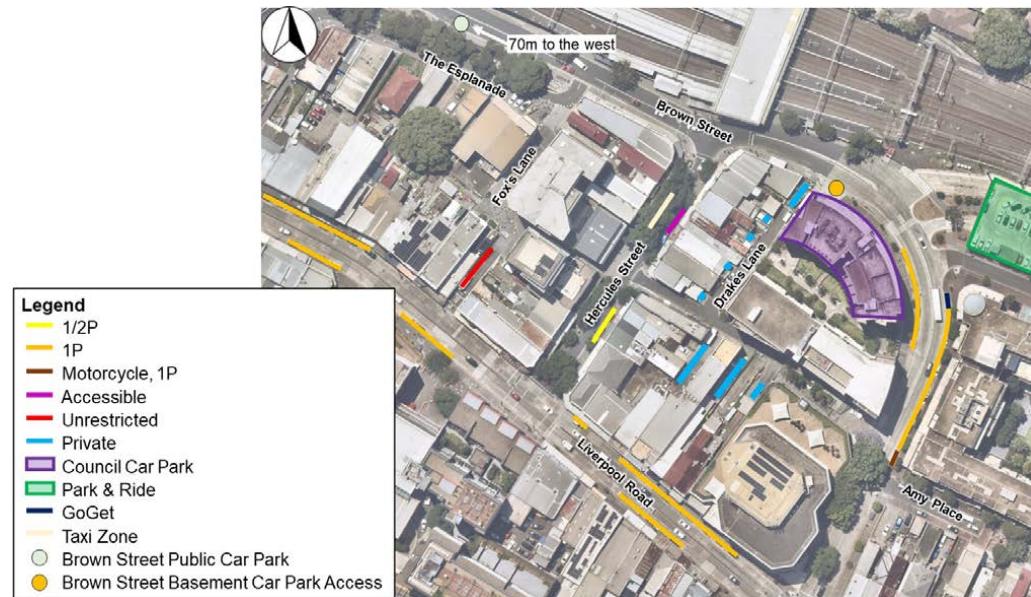 70m to the west
The Esplanade
Brown Street
Fox's Lane
Hercules Street
Drakes Lane
Legend
1/2P
1P
Motorcycle, 1P
Accessible
Unrestricted
Private
Council Car Park
Park & Ride
GoGet
Taxi Zone
Brown Street Public Car Park
Brown Street Basement Car Park Access
Liverpool Road
Amy Place